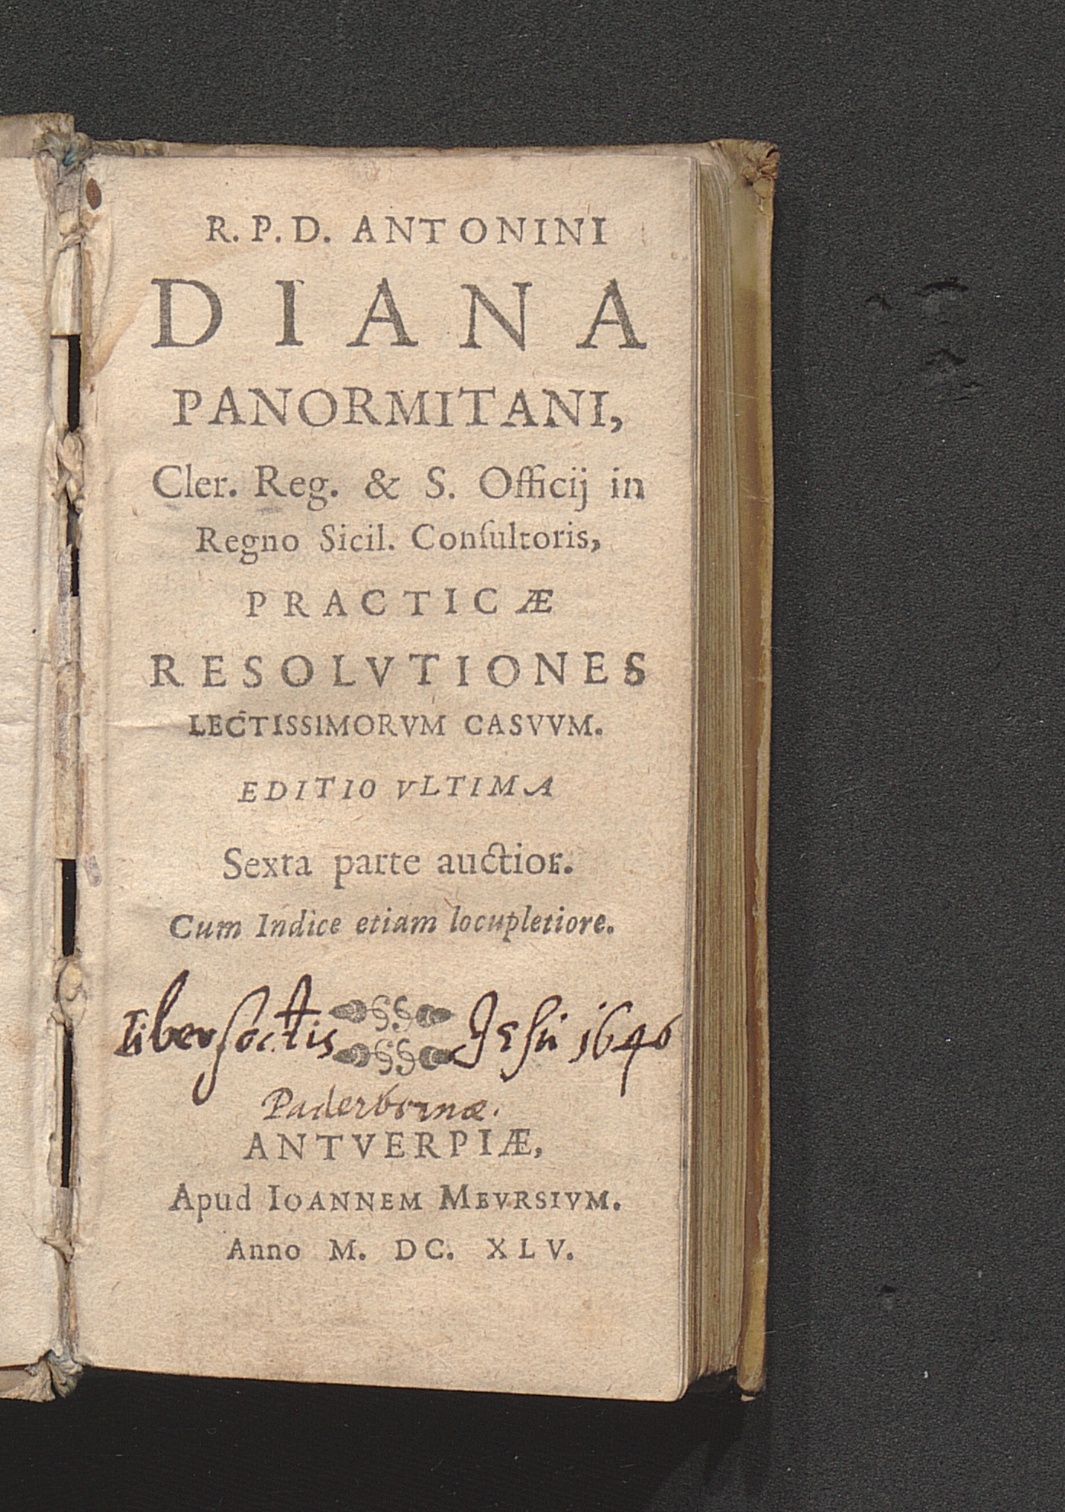 R. P. D. ANTONINI
DIANA
PANORMITANI,
Cler. Reg. & S. Officij in
Regno Sicil. Conſultoris,
PRACTICÆ
RESOLVTIONES
LECTISSIMORVM CASVVM.
EDITIO VLTIMA
Sexta parte auctior.
Cum Indice etiam locupletiore.
Liber soctis Jesu 1646
Paderbornæ.
ANTVERPIÆ,
Apud IOANNEM MEVRSIVM.
Anno M. DC. XLV.